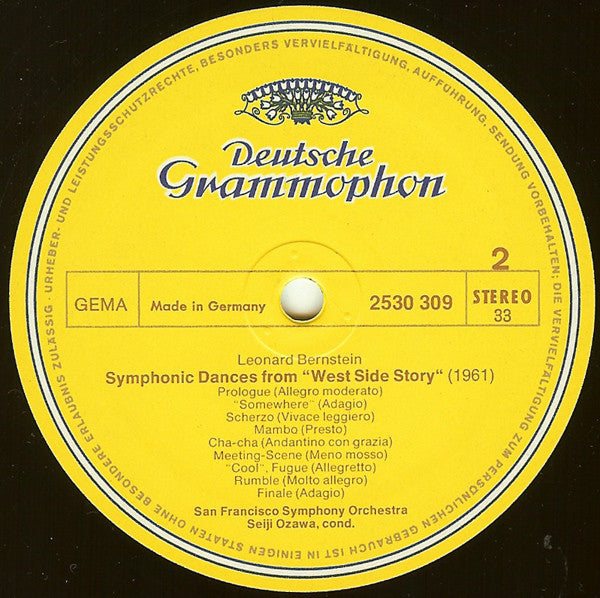 Deutsche
Grammophon
2
GEMA
Made in Germany
2530 309
STEREO
33
Leonard Bernstein
Symphonic Dances from "West Side Story" (1961)
Prologue (Allegro moderato)
"Somewhere" (Adagio)
Scherzo (Vivace leggiero)
Mambo (Presto)
Cha-cha (Andantino con grazia)
Meeting-Scene (Meno mosso)
"Cool", Fugue (Allegretto)
Rumble (Molto allegro)
Finale (Adagio)
San Francisco Symphony Orchestra
Seiji Ozawa, cond.
URHEBER- UND LEISTUNGSSCHUTZRECHTE, BESONDERS VERVIELFÄLTIGUNG, AUFFÜHRUNG, SENDUNG VORBEHALTEN; DIE VERVIELFÄLTIGUNG ZUM PERSÖNLICHEN GEBRAUCH IST IN EINIGEN STAATEN OHNE BESONDERE ERLAUBNIS ZULÄSSIG ·